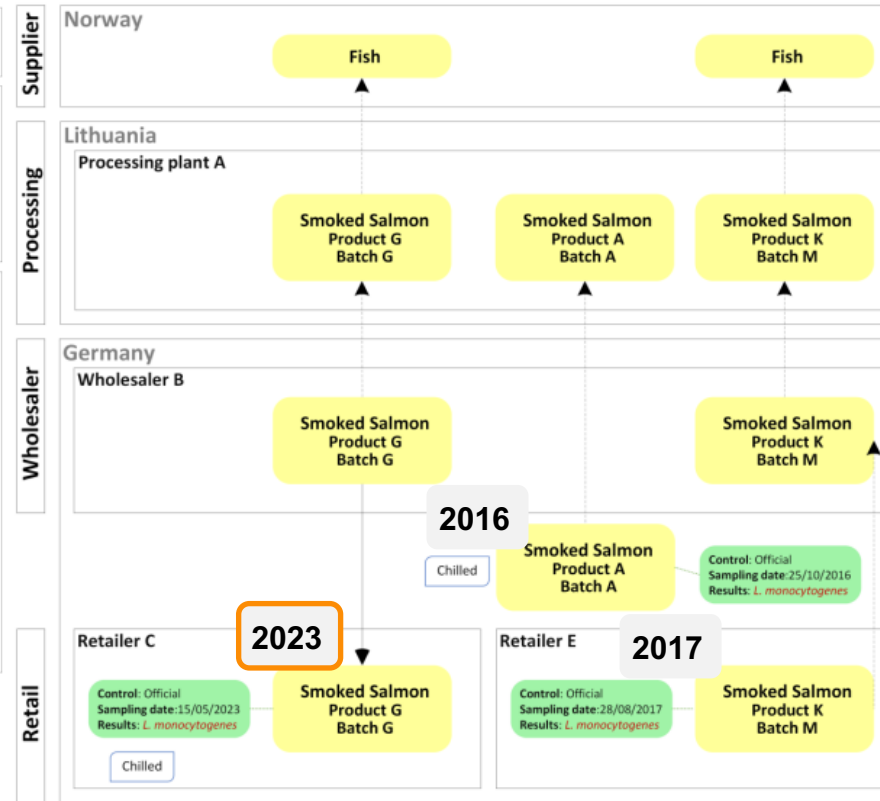 Supplier
Norway
Fish
Fish
Processing
Lithuania
Processing plant A
Smoked Salmon
Product G
Batch G
Smoked Salmon
Product A
Batch A
Smoked Salmon
Product K
Batch M
Wholesaler
Germany
Wholesaler B
Smoked Salmon
Product G
Batch G
Smoked Salmon
Product K
Batch M
2016
Chilled
Smoked Salmon
Product A
Batch A
Control: Official
Sampling date:25/10/2016
Results: L. monocytogenes
Retail
Retailer C
2023
Control: Official
Sampling date:15/05/2023
Results: L. monocytogenes
Smoked Salmon
Product G
Batch G
Chilled
Retailer E
2017
Control: Official
Sampling date:28/08/2017
Results: L. monocytogenes
Smoked Salmon
Product K
Batch M